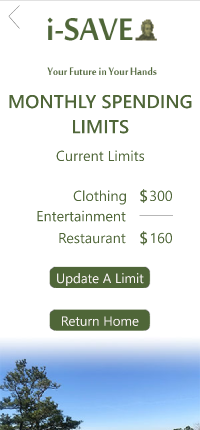 i-SAVE
Your Future in Your Hands
MONTHLY SPENDING
LIMITS
Current Limits
Clothing $300
Entertainment
Restaurant $160
Update A Limit
Return Home